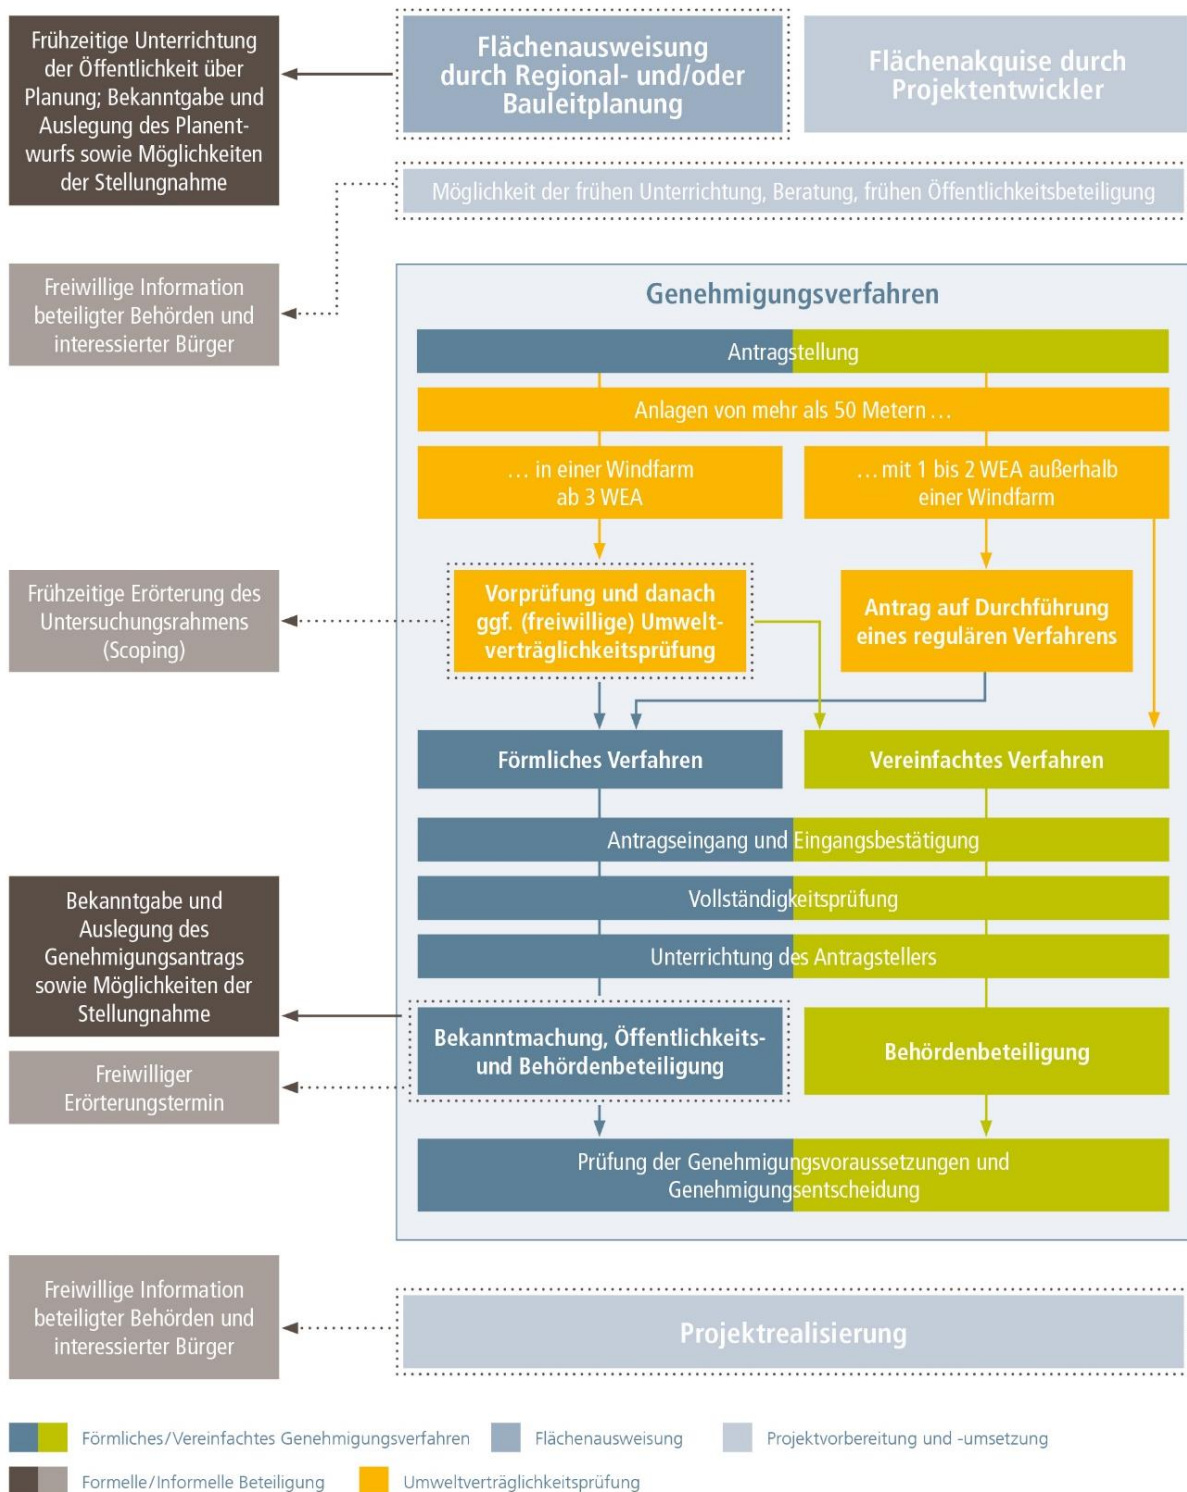 Frühzeitige Unterrichtung
der Öffentlichkeit über
Planung; Bekanntgabe und
Auslegung des Planent-
wurfs sowie Möglichkeiten
der Stellungnahme
Flächenausweisung
durch Regional- und/oder
Bauleitplanung
Flächenakquise durch
Projektentwickler
Möglichkeit der frühen Unterrichtung, Beratung, frühen Öffentlichkeitsbeteiligung
Freiwillige Information
beteiligter Behörden und
interessierter Bürger
Genehmigungsverfahren
Antragstellung
Anlagen von mehr als 50 Metern …
… in einer Windfarm
ab 3 WEA
… mit 1 bis 2 WEA außerhalb
einer Windfarm
Frühzeitige Erörterung des
Untersuchungsrahmens
(Scoping)
Vorprüfung und danach
ggf. (freiwillige) Umwelt-
verträglichkeitsprüfung
Antrag auf Durchführung
eines regulären Verfahrens
Förmliches Verfahren
Vereinfachtes Verfahren
Antragseingang und Eingangsbestätigung
Vollständigkeitsprüfung
Unterrichtung des Antragstellers
Bekanntgabe und
Auslegung des
Genehmigungsantrags
sowie Möglichkeiten der
Stellungnahme
Bekanntmachung, Öffentlichkeits-
und Behördenbeteiligung
Behördenbeteiligung
Freiwilliger
Erörterungstermin
Prüfung der Genehmigungsvoraussetzungen und
Genehmigungsentscheidung
Freiwillige Information
beteiligter Behörden und
interessierter Bürger
Projektrealisierung
Förmliches/Vereinfachtes Genehmigungsverfahren
Flächenausweisung
Projektvorbereitung und -umsetzung
Formelle/Informelle Beteiligung
Umweltverträglichkeitsprüfung